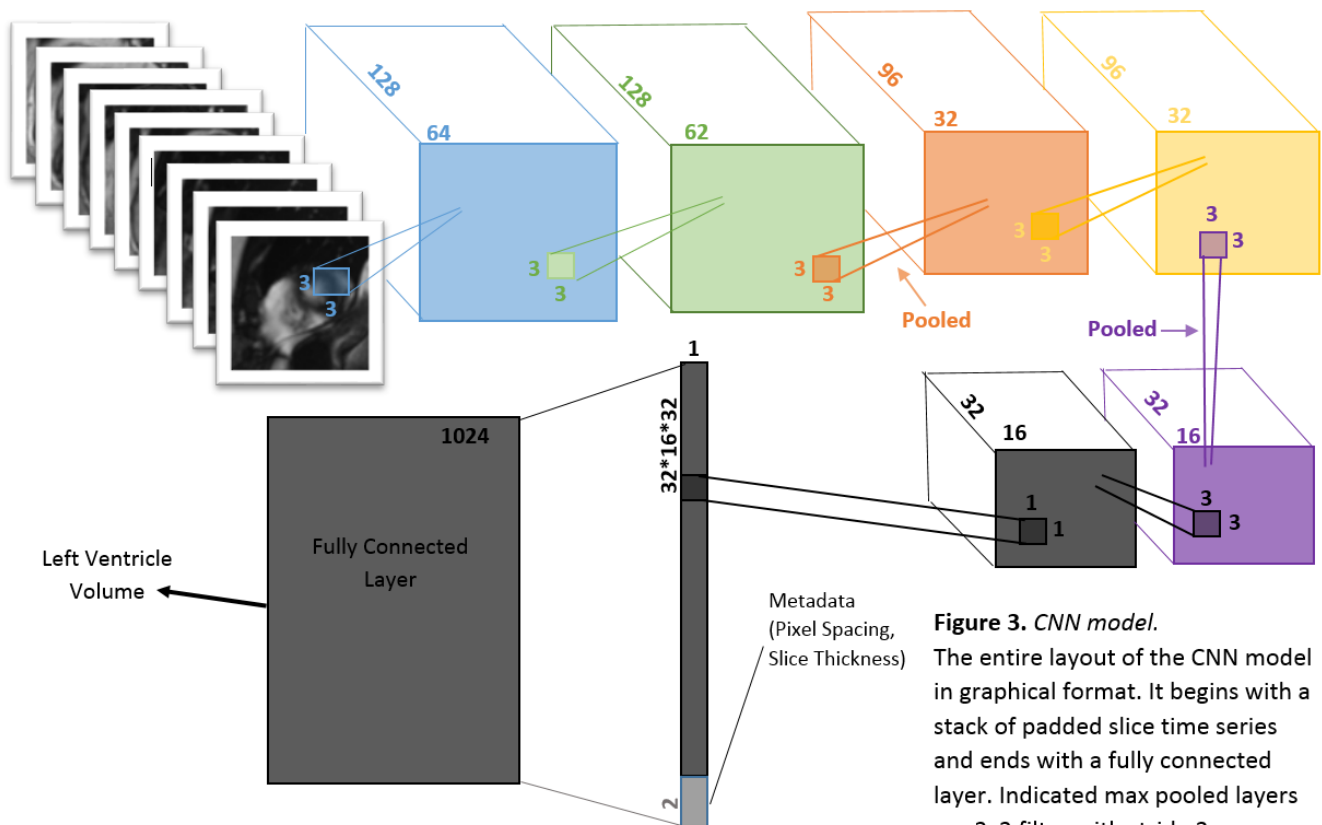 128
64
3
3
128
62
3
3
96
32
3
3
Pooled
96
32
3
3
3
3
Pooled
32
16
3
3
32
16
1
1
1
32*16*32
2
1024
Fully Connected
Layer
Left Ventricle
Volume
Metadata
(Pixel Spacing,
Slice Thickness)
Figure 3. CNN model.
The entire layout of the CNN model
in graphical format. It begins with a
stack of padded slice time series
and ends with a fully connected
layer. Indicated max pooled layers